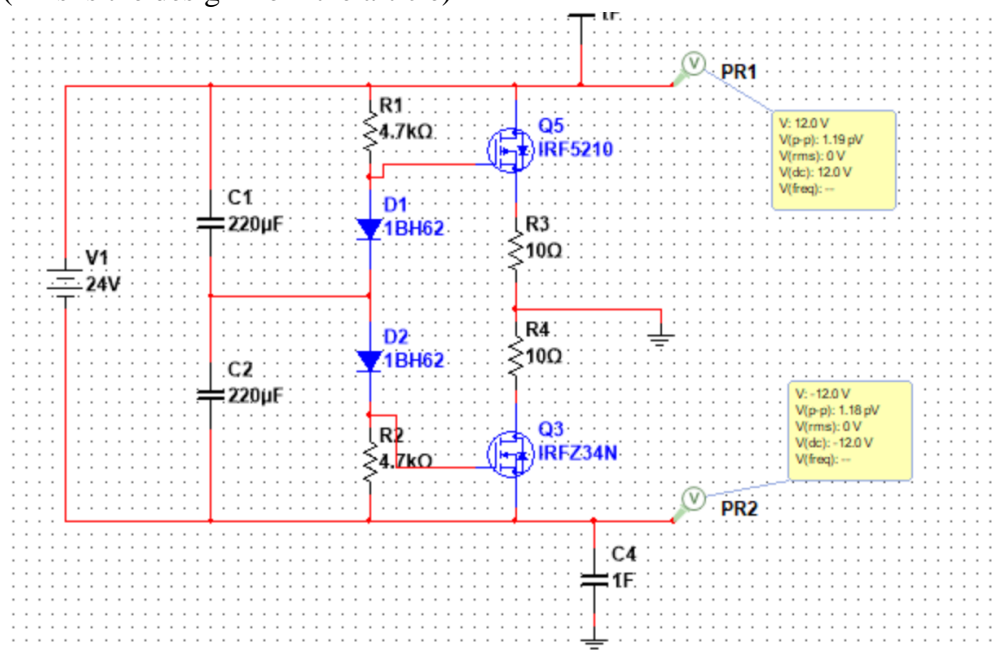 1F
R1
4.7kΩ
Q5
IRF5210
PR1
V: 12.0 V
V(p-p): 1.19 pV
V(rms): 0 V
V(dc): 12.0 V
V(freq): --
C1
220µF
D1
1BH62
R3
10Ω
V1
24V
D2
1BH62
R4
10Ω
C2
220µF
R2
4.7kΩ
Q3
IRFZ34N
V: -12.0 V
V(p-p): 1.18 pV
V(rms): 0 V
V(dc): -12.0 V
V(freq): --
PR2
C4
1F